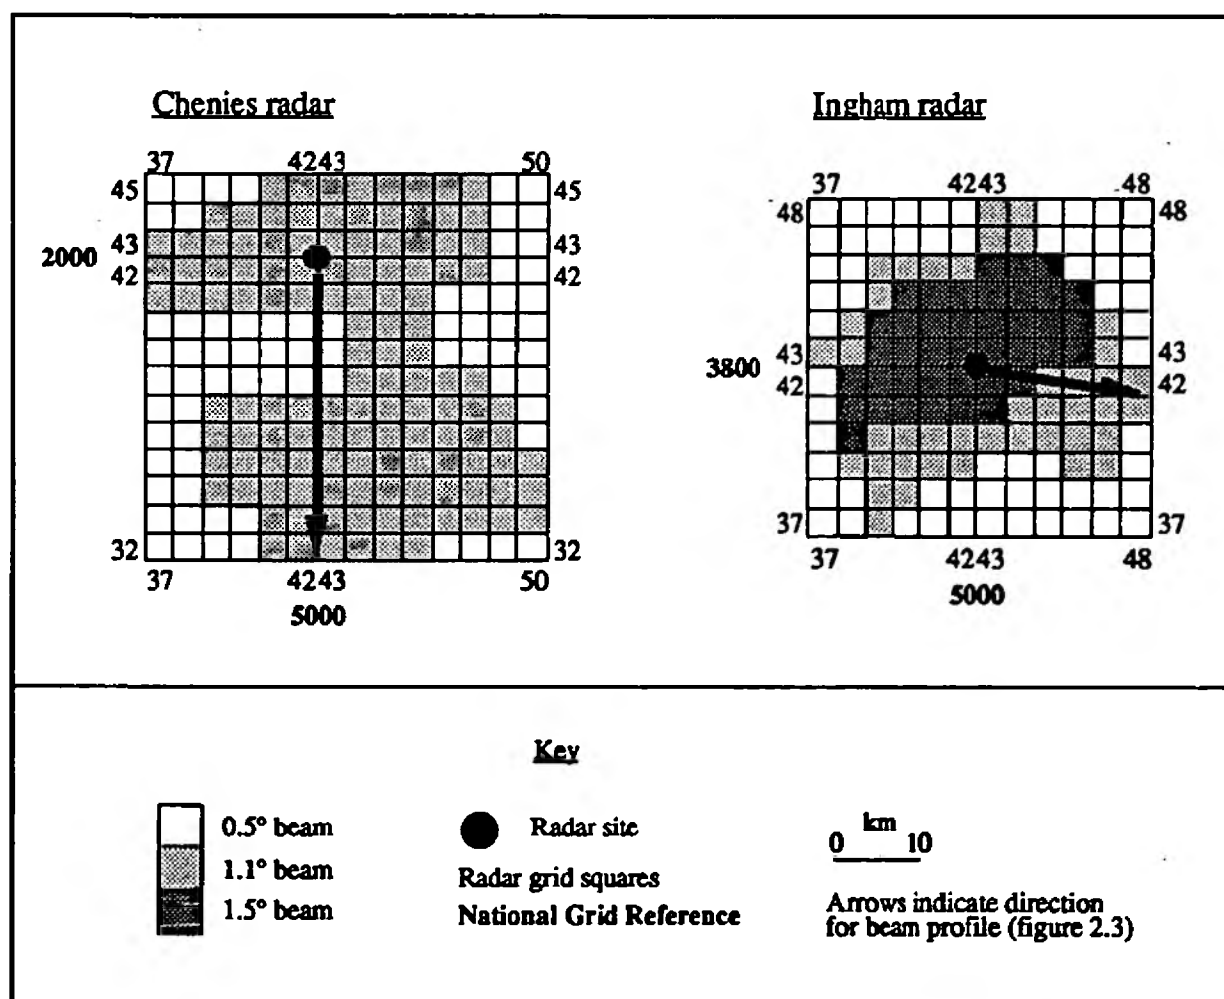 Chenies radar
37 4243 50
45 45
43 43
2000
42 42
32 32
37 4243 50
5000
Ingham radar
37 4243 48
48 48
43 43
3800
42 42
37 37
37 4243 48
5000
Key
0.5° beam
1.1° beam
1.5° beam
Radar site
Radar grid squares
National Grid Reference
km
0 10
Arrows indicate direction
for beam profile (figure 2.3)